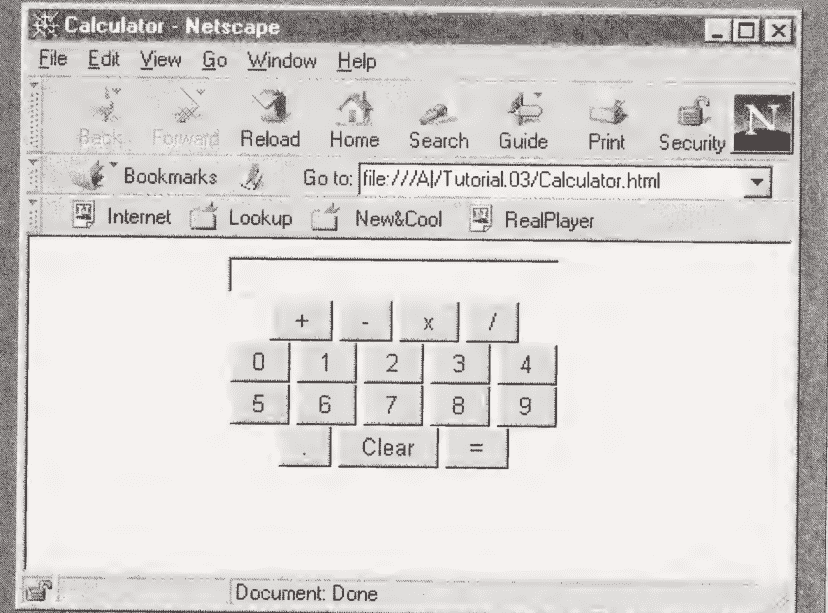 Calculator - Netscape
File Edit View Go Window Help
Back Forward Reload Home Search Guide Print Security N
Bookmarks Go to: file:///A|/Tutorial.03/Calculator.html
Internet Lookup New&Cool RealPlayer
+ - x /
0 1 2 3 4
5 6 7 8 9
. Clear =
Document: Done